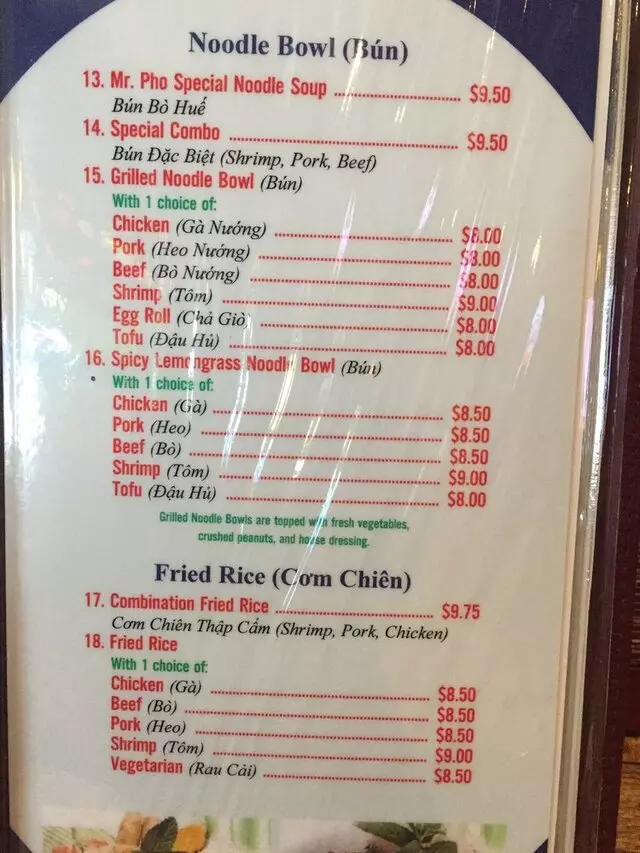 Noodle Bowl (Bún)
13. Mr. Pho Special Noodle Soup $9.50
Bún Bò Huế
14. Special Combo $9.50
Bún Đặc Biệt (Shrimp, Pork, Beef)
15. Grilled Noodle Bowl (Bún)
With 1 choice of:
Chicken (Gà Nướng) $8.00
Pork (Heo Nướng) $8.00
Beef (Bò Nướng) $8.00
Shrimp (Tôm) $9.00
Egg Roll (Chả Giò) $8.00
Tofu (Đậu Hủ) $8.00
16. Spicy Lemongrass Noodle Bowl (Bún)
With 1 choice of:
Chicken (Gà) $8.50
Pork (Heo) $8.50
Beef (Bò) $8.50
Shrimp (Tôm) $9.00
Tofu (Đậu Hủ) $8.00
Grilled Noodle Bowls are topped with fresh vegetables,
crushed peanuts, and house dressing.
Fried Rice (Cơm Chiên)
17. Combination Fried Rice $9.75
Cơm Chiên Thập Cẩm (Shrimp, Pork, Chicken)
18. Fried Rice
With 1 choice of:
Chicken (Gà) $8.50
Beef (Bò) $8.50
Pork (Heo) $8.50
Shrimp (Tôm) $9.00
Vegetarian (Rau Cải) $8.50